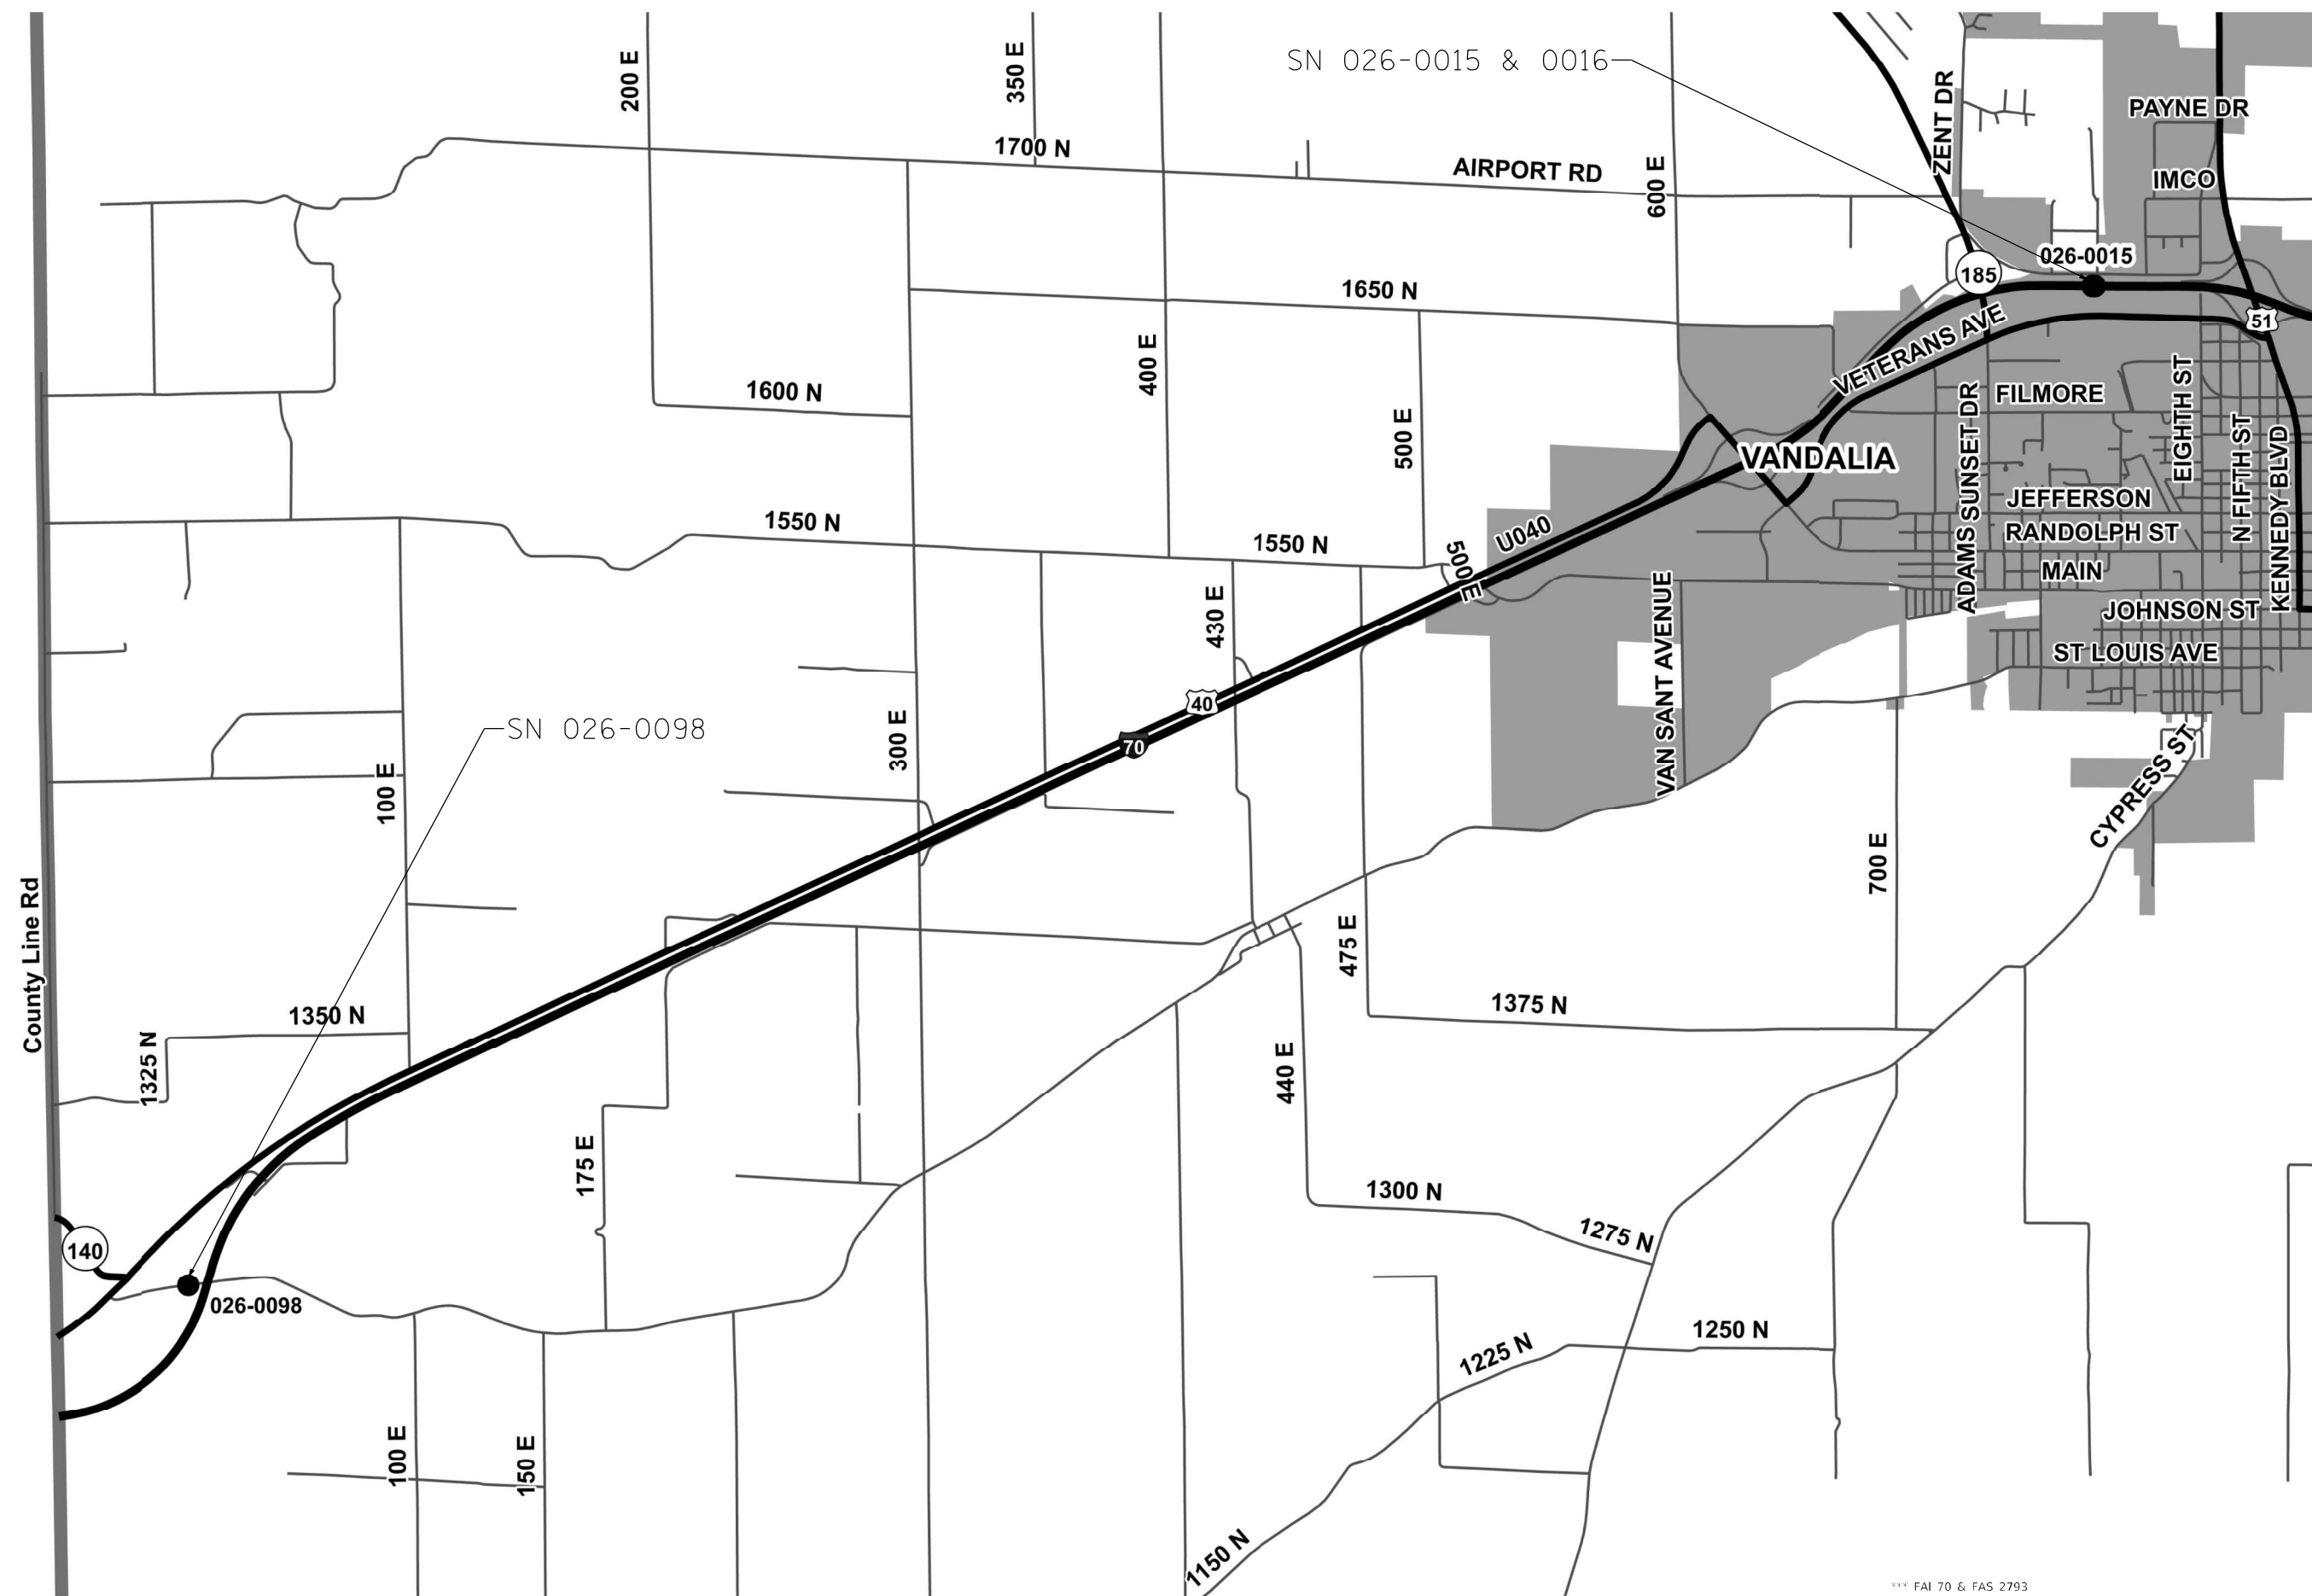 SN 026-0015 & 0016
200 E
350 E
ZENT DR
PAYNE DR
1700 N
AIRPORT RD
600 E
IMCO
026-0015
185
1650 N
51
VETERANS AVE
400 E
1600 N
500 E
VANDALIA
ADAMS SUNSET DR
FILMORE
EIGHTH ST
N FIFTH ST
KENNEDY BLVD
JEFFERSON
1550 N
1550 N
U040
RANDOLPH ST
500 E
MAIN
430 E
VAN SANT AVENUE
JOHNSON ST
ST LOUIS AVE
40
SN 026-0098
300 E
70
100 E
CYPRESS ST
700 E
County Line Rd
475 E
1350 N
1375 N
1325 N
440 E
175 E
1300 N
1275 N
140
026-0098
1250 N
1225 N
100 E
150 E
1150 N
*** FAI 70 & FAS 2793